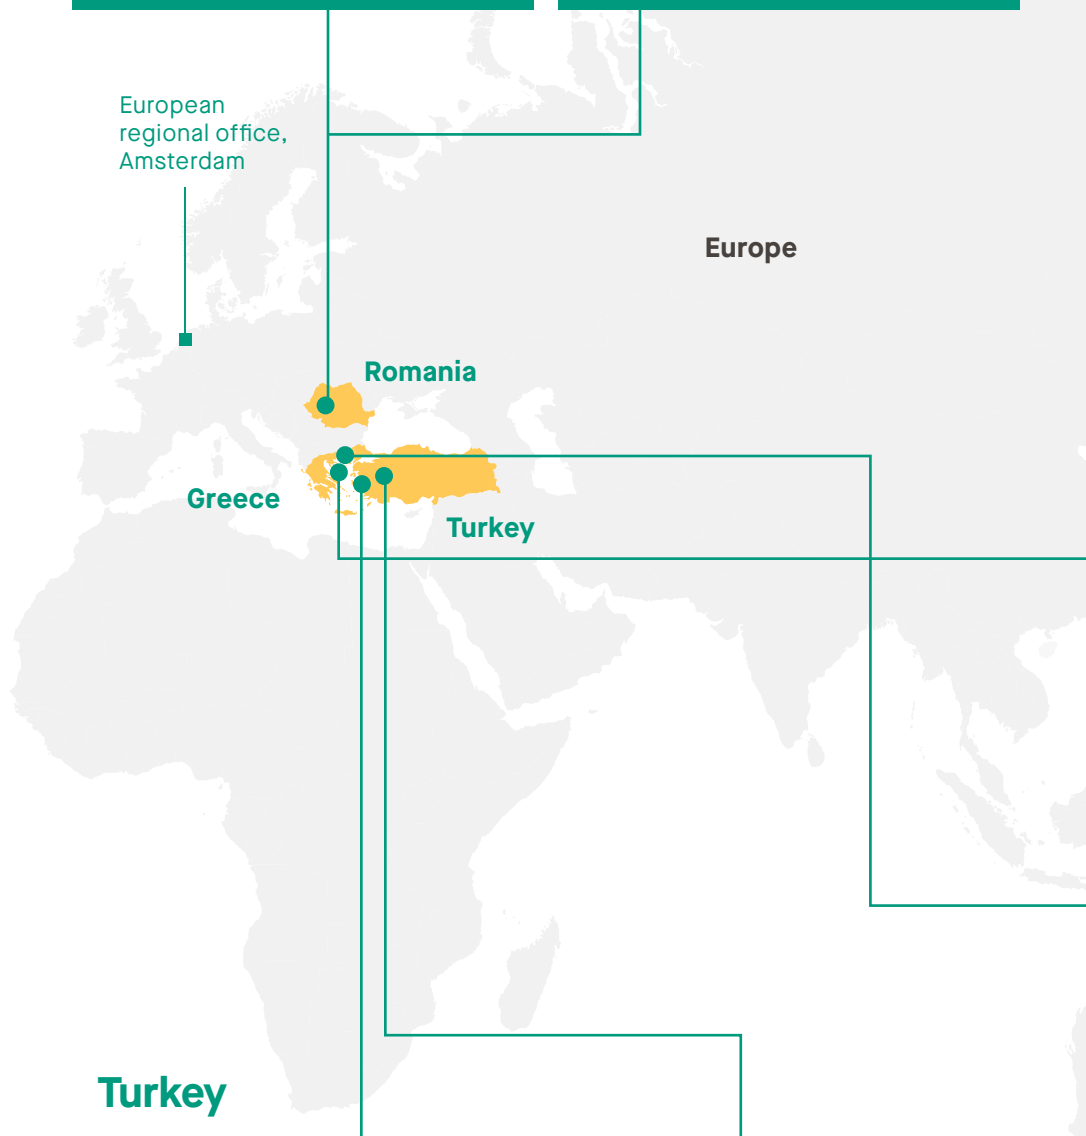 European
regional office,
Amsterdam
Europe
Romania
Greece
Turkey
Turkey